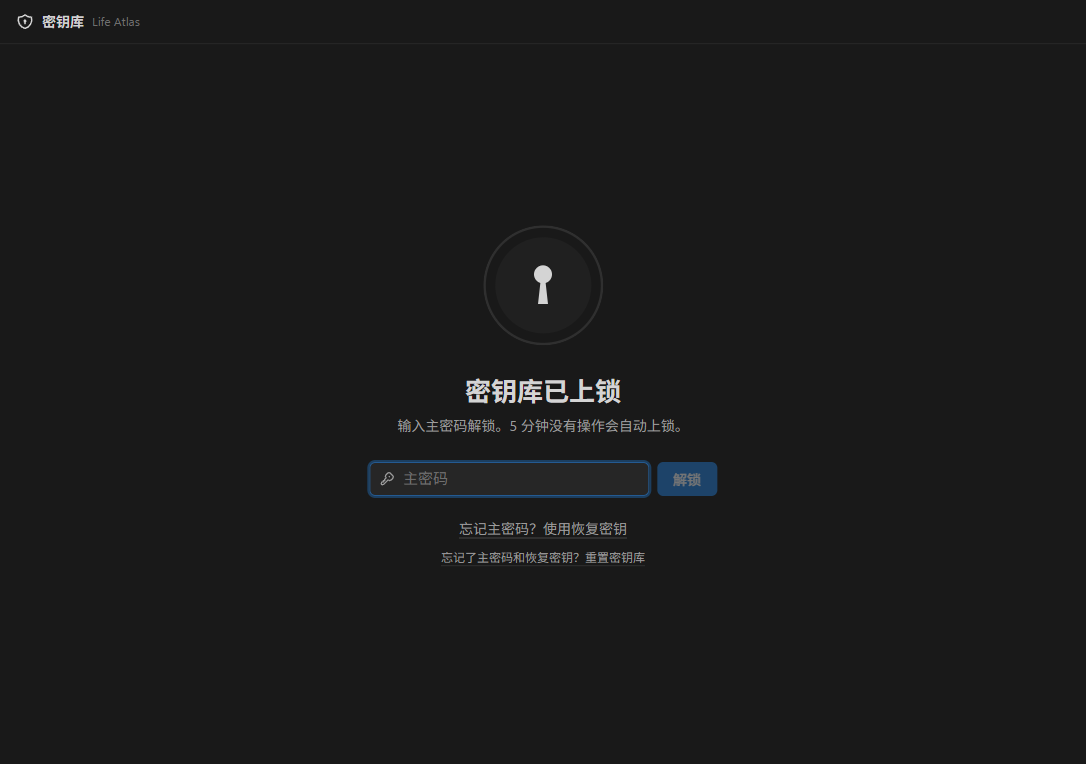 密钥库 Life Atlas
密钥库已上锁
输入主密码解锁。5 分钟没有操作会自动上锁。
主密码 解锁
忘记主密码？使用恢复密钥
忘记了主密码和恢复密钥？重置密钥库